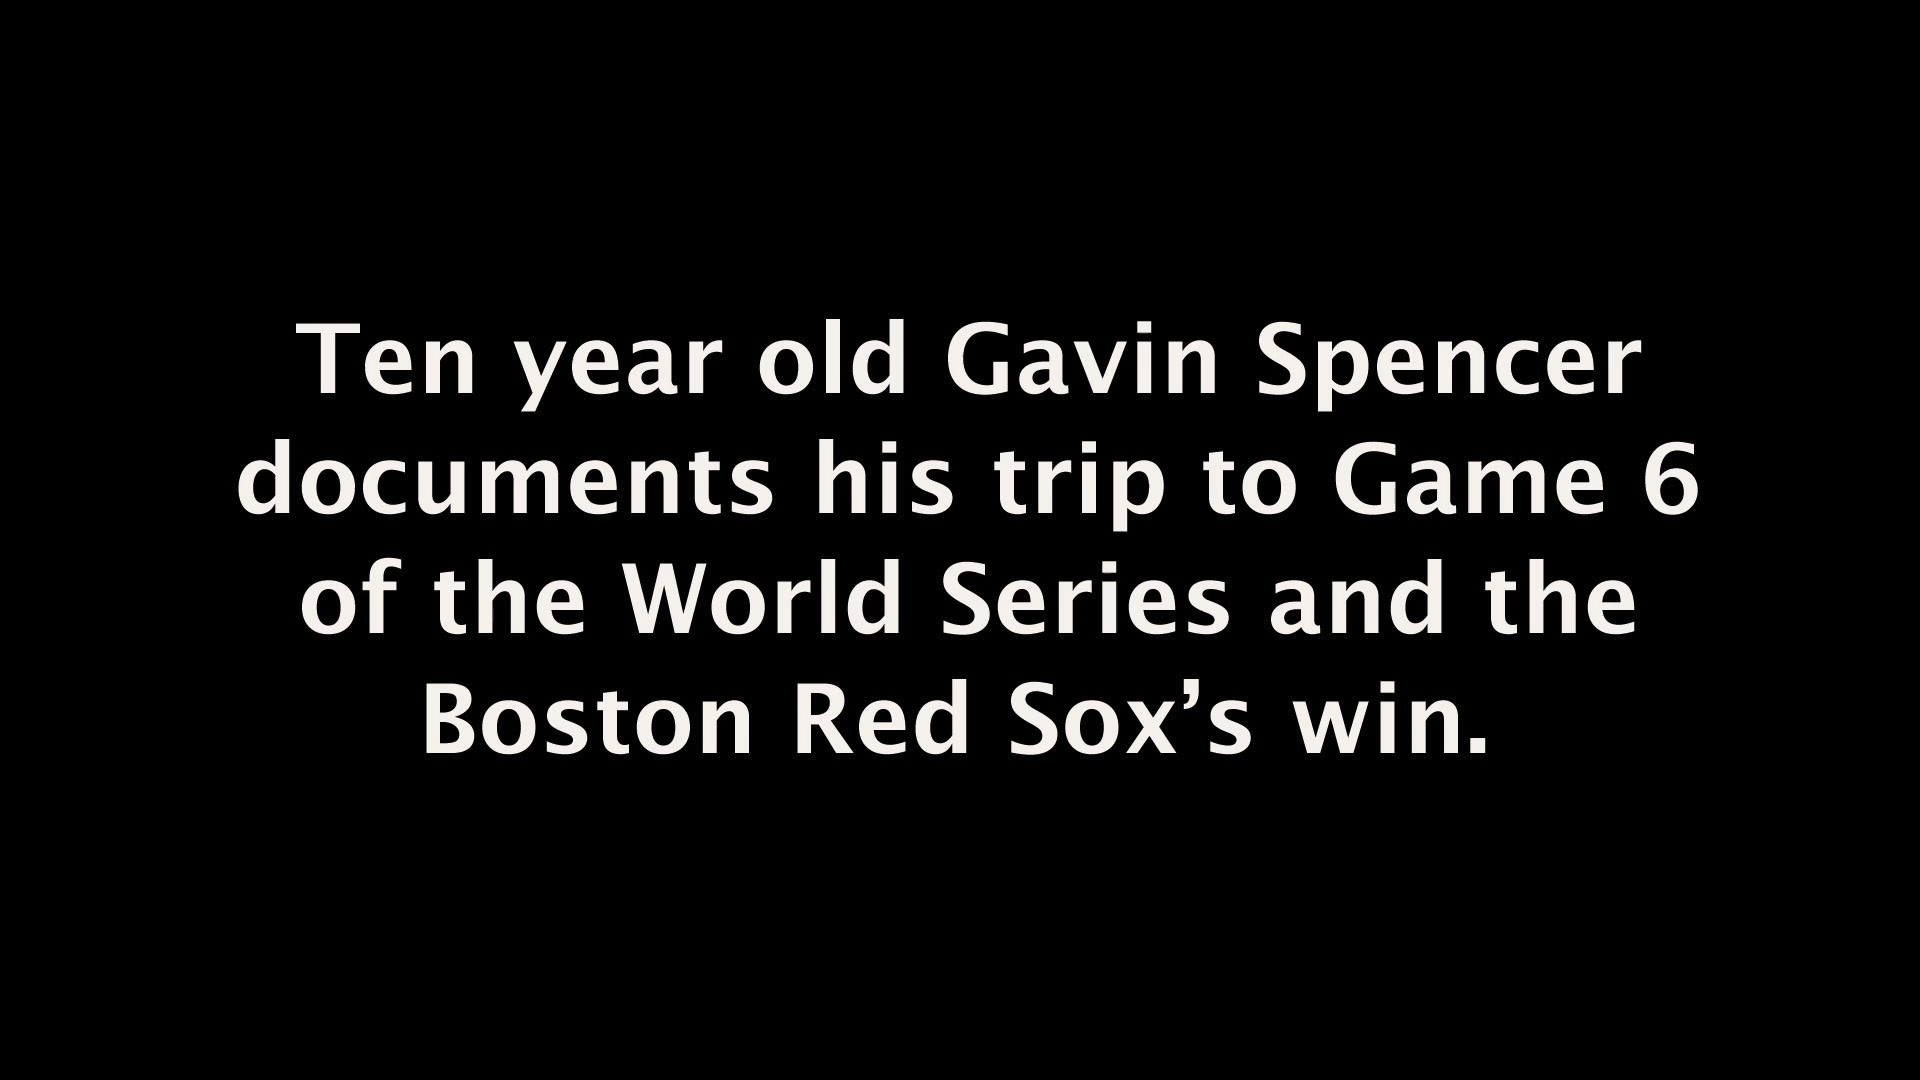 Ten year old Gavin Spencer
documents his trip to Game 6
of the World Series and the
Boston Red Sox’s win.